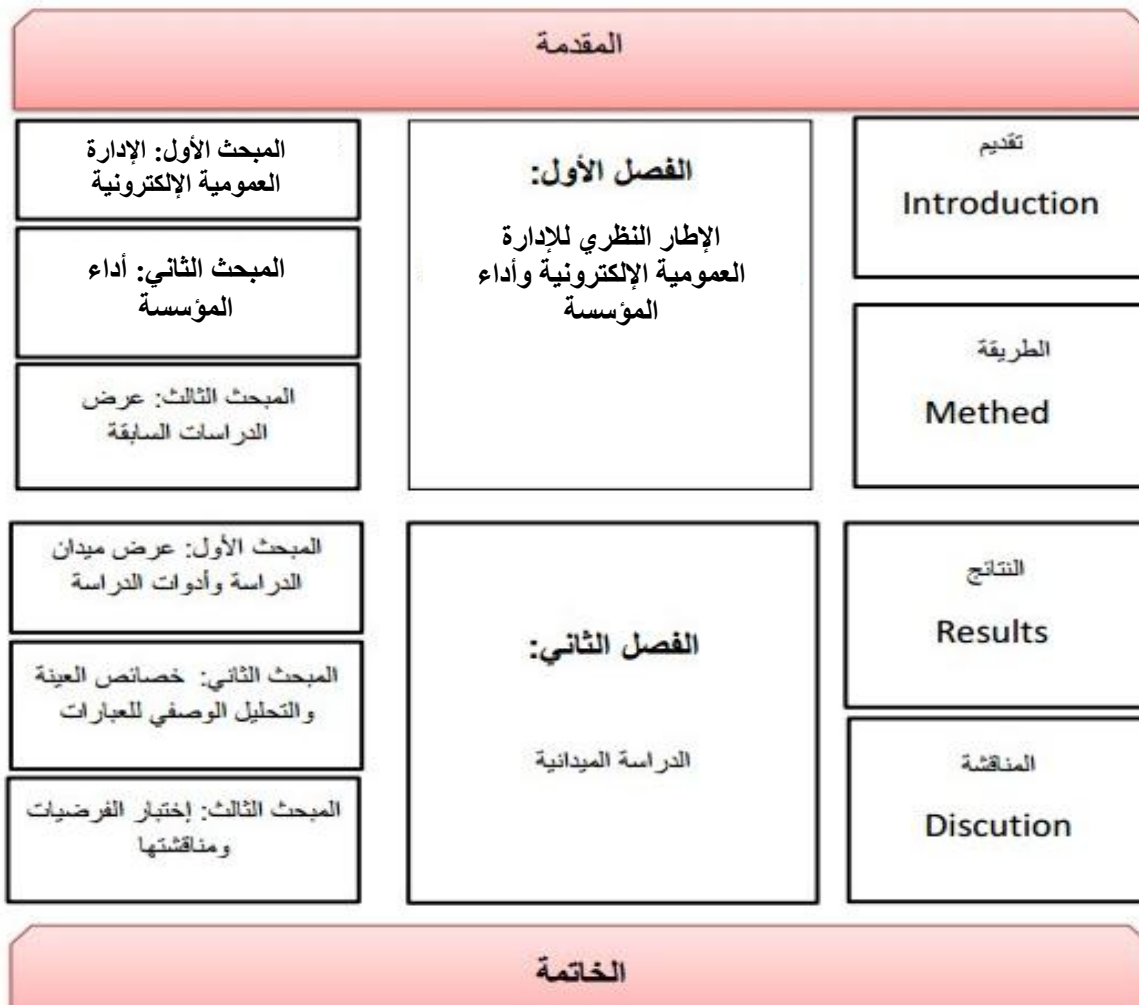 المقدمة
تقديم
Introduction
الطريقة
Methed
الفصل الأول:
الإطار النظري للإدارة
العمومية الإلكترونية وأداء
المؤسسة
المبحث الأول: الإدارة
العمومية الإلكترونية
المبحث الثاني: أداء
المؤسسة
المبحث الثالث: عرض
الدراسات السابقة
النتائج
Results
المناقشة
Discution
الفصل الثاني:
الدراسة الميدانية
المبحث الأول: عرض ميدان
الدراسة وأدوات الدراسة
المبحث الثاني: خصائص العينة
والتحليل الوصفي للعبارات
المبحث الثالث: إختبار الفرضيات
ومناقشتها
الخاتمة